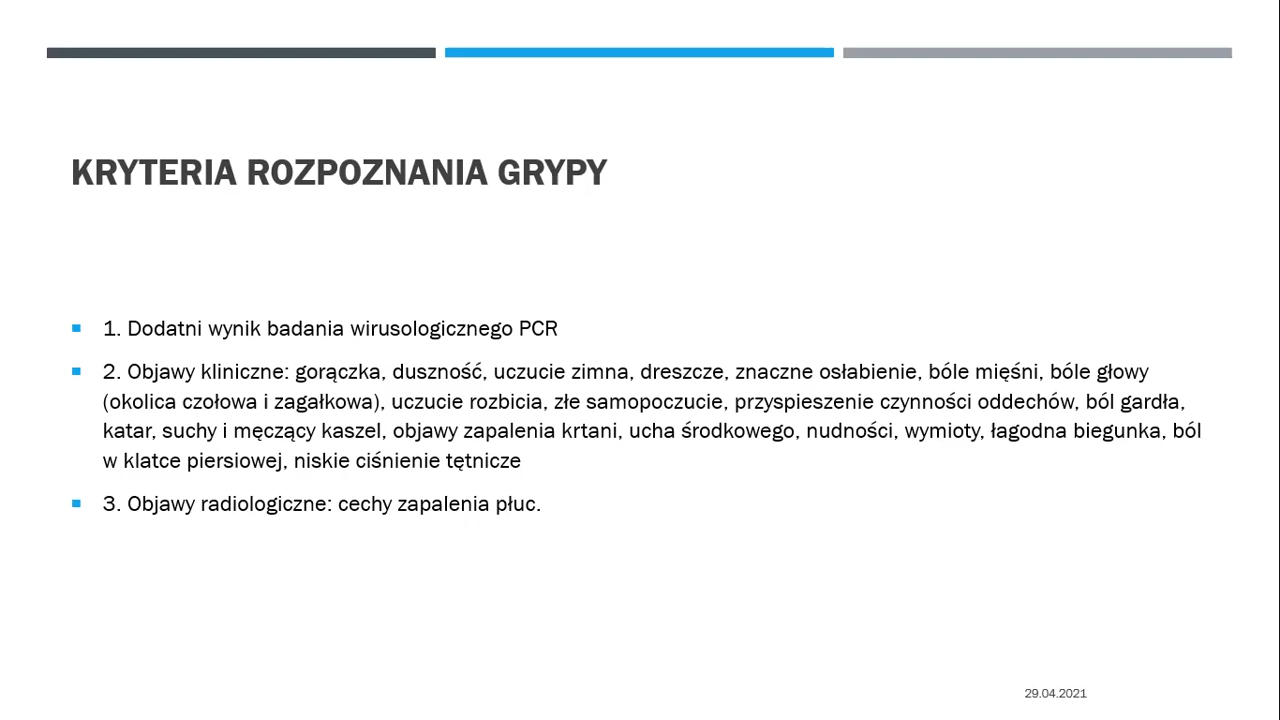 KRYTERIA ROZPOZNANIA GRYPY
1. Dodatni wynik badania wirusologicznego PCR
2. Objawy kliniczne: gorączka, duszność, uczucie zimna, dreszcze, znaczne osłabienie, bóle mięśni, bóle głowy
(okolica czołowa i zagałkowa), uczucie rozbicia, złe samopoczucie, przyspieszenie czynności oddechów, ból gardła,
katar, suchy i męczący kaszel, objawy zapalenia krtani, ucha środkowego, nudności, wymioty, łagodna biegunka, ból
w klatce piersiowej, niskie ciśnienie tętnicze
3. Objawy radiologiczne: cechy zapalenia płuc.
29.04.2021